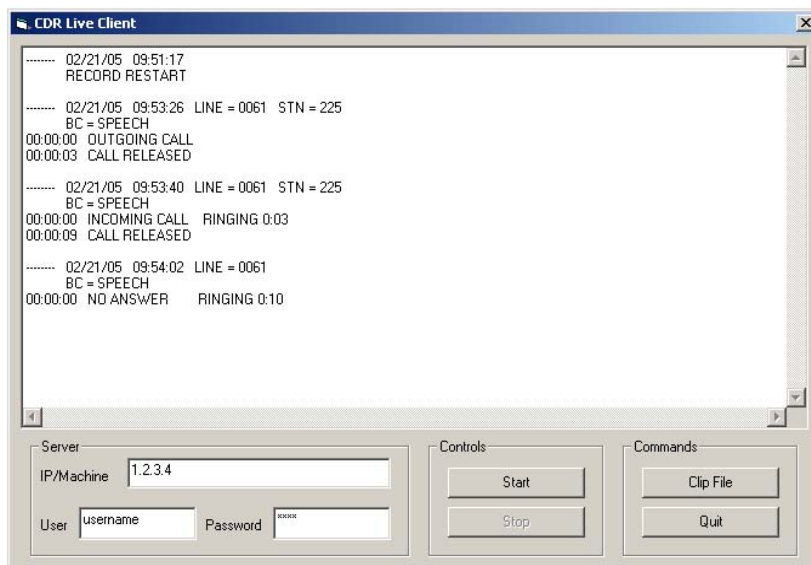 CDR Live Client
------- 02/21/05 09:51:17
RECORD RESTART
------- 02/21/05 09:53:26 LINE = 0061 STN = 225
BC = SPEECH
00:00:00 OUTGOING CALL
00:00:03 CALL RELEASED
------- 02/21/05 09:53:40 LINE = 0061 STN = 225
BC = SPEECH
00:00:00 INCOMING CALL RINGING 0:03
00:00:09 CALL RELEASED
------- 02/21/05 09:54:02 LINE = 0061
BC = SPEECH
00:00:00 NO ANSWER RINGING 0:10
Server
IP/Machine 1.2.3.4
User username Password xxxx
Controls
Start
Stop
Commands
Clip File
Quit